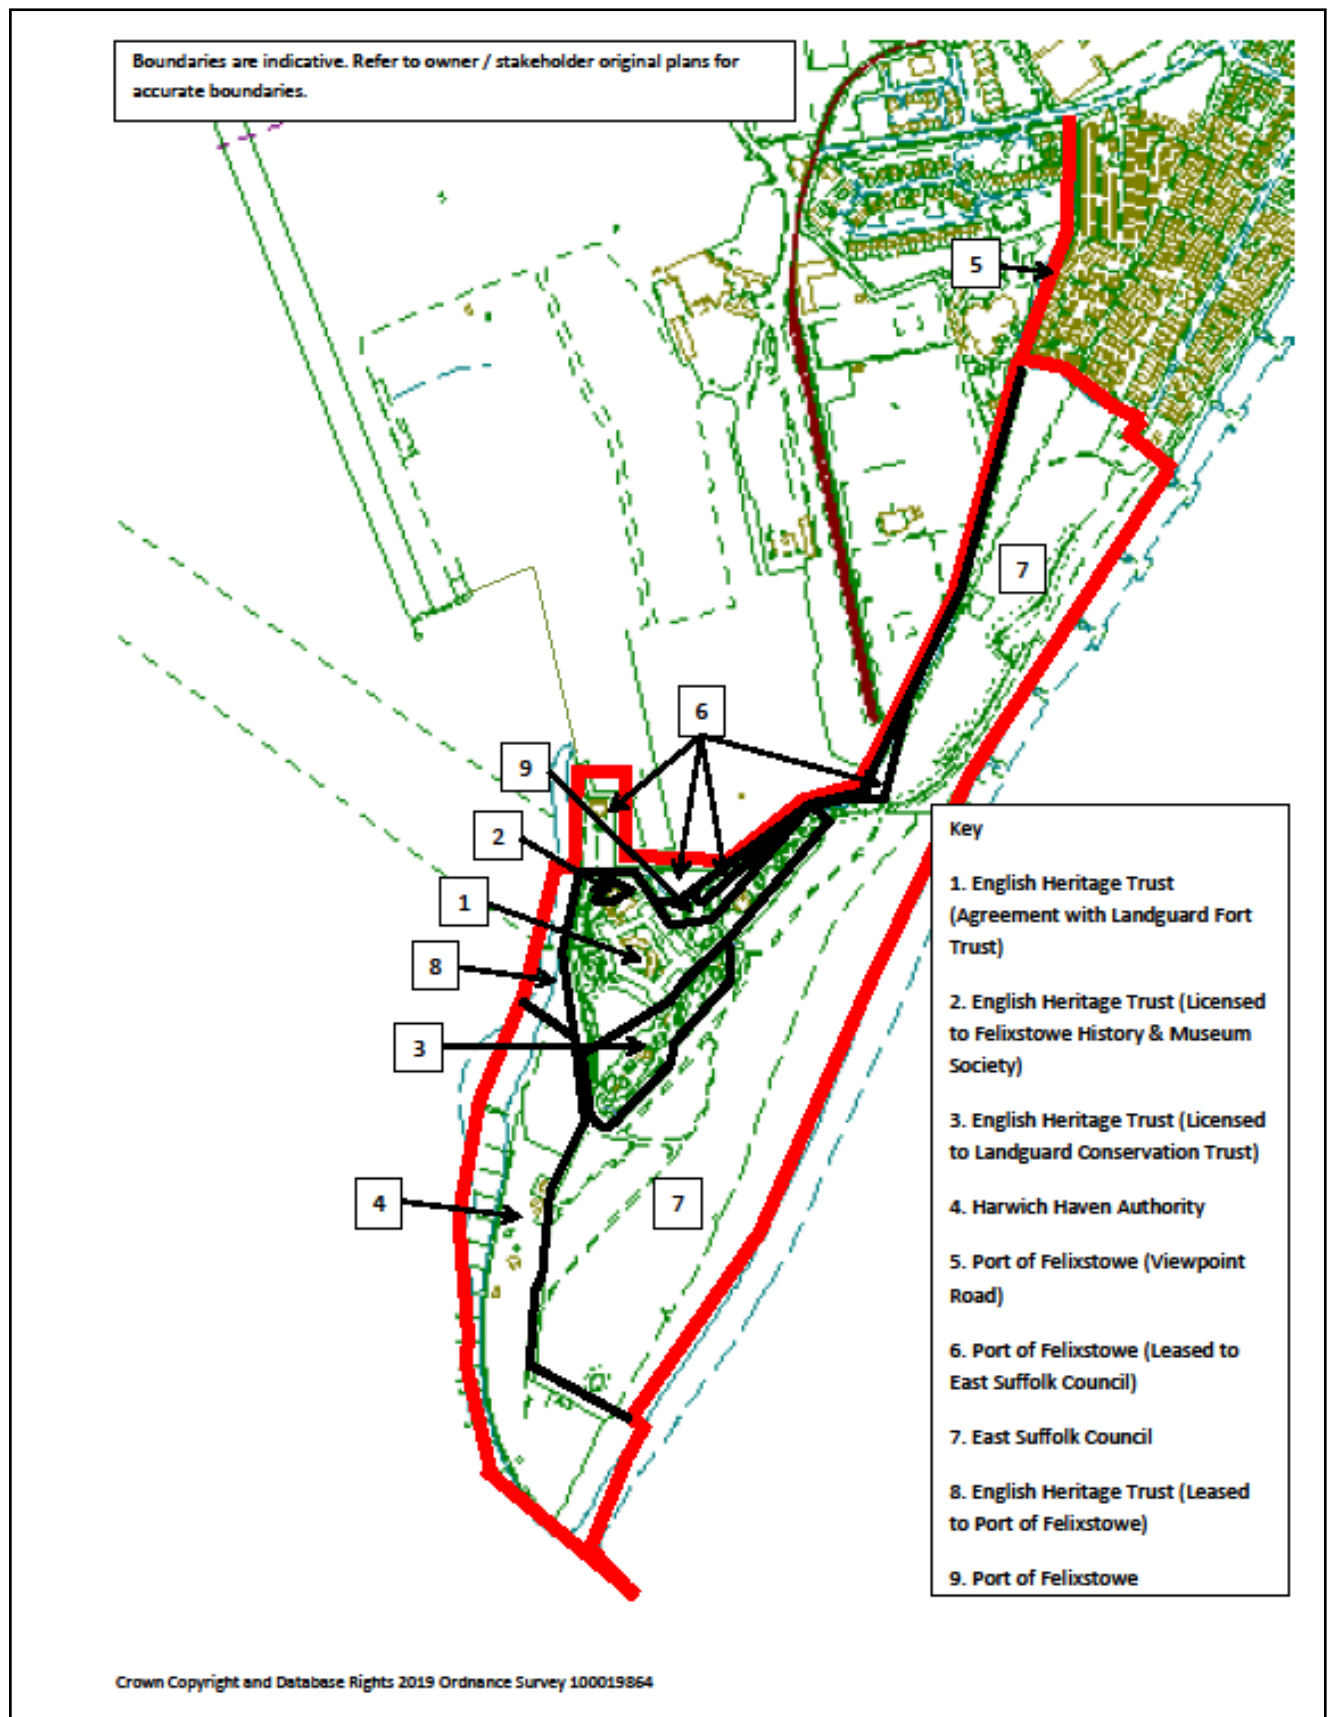 Boundaries are indicative. Refer to owner / stakeholder original plans for
accurate boundaries.
5
7
6
9
2
1
8
3
4
7
Key
1. English Heritage Trust
(Agreement with Landguard Fort
Trust)
2. English Heritage Trust (Licensed
to Felixstowe History & Museum
Society)
3. English Heritage Trust (Licensed
to Landguard Conservation Trust)
4. Harwich Haven Authority
5. Port of Felixstowe (Viewpoint
Road)
6. Port of Felixstowe (Leased to
East Suffolk Council)
7. East Suffolk Council
8. English Heritage Trust (Leased
to Port of Felixstowe)
9. Port of Felixstowe
Crown Copyright and Database Rights 2019 Ordnance Survey 100019864